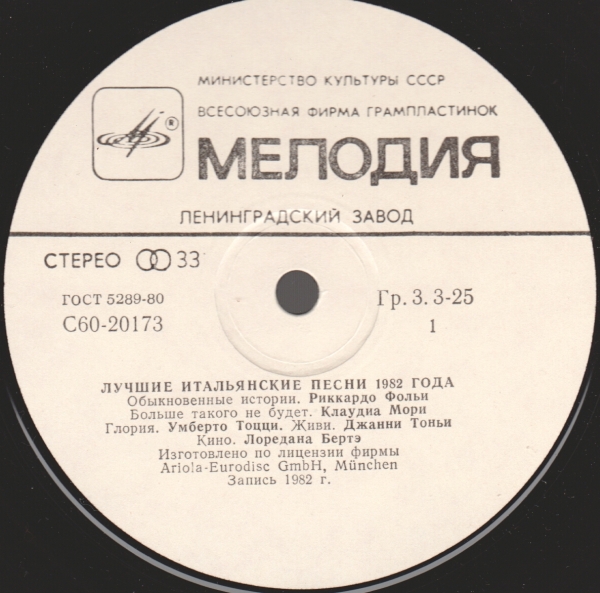 МИНИСТЕРСТВО КУЛЬТУРЫ СССР
ВСЕСОЮЗНАЯ ФИРМА ГРАМПЛАСТИНОК
®
МЕЛОДИЯ
ЛЕНИНГРАДСКИЙ ЗАВОД
СТЕРЕО 33
ГОСТ 5289-80
Гр. 3. 3-25
С60-20173
1
ЛУЧШИЕ ИТАЛЬЯНСКИЕ ПЕСНИ 1982 ГОДА
Обыкновенные истории. Риккардо Фольи
Больше такого не будет. Клаудиа Мори
Глория. Умберто Тоцци. Живи. Джанни Тоньи
Кино. Лоредана Бертэ
Изготовлено по лицензии фирмы
Ariola-Eurodisc GmbH, München
Запись 1982 г.